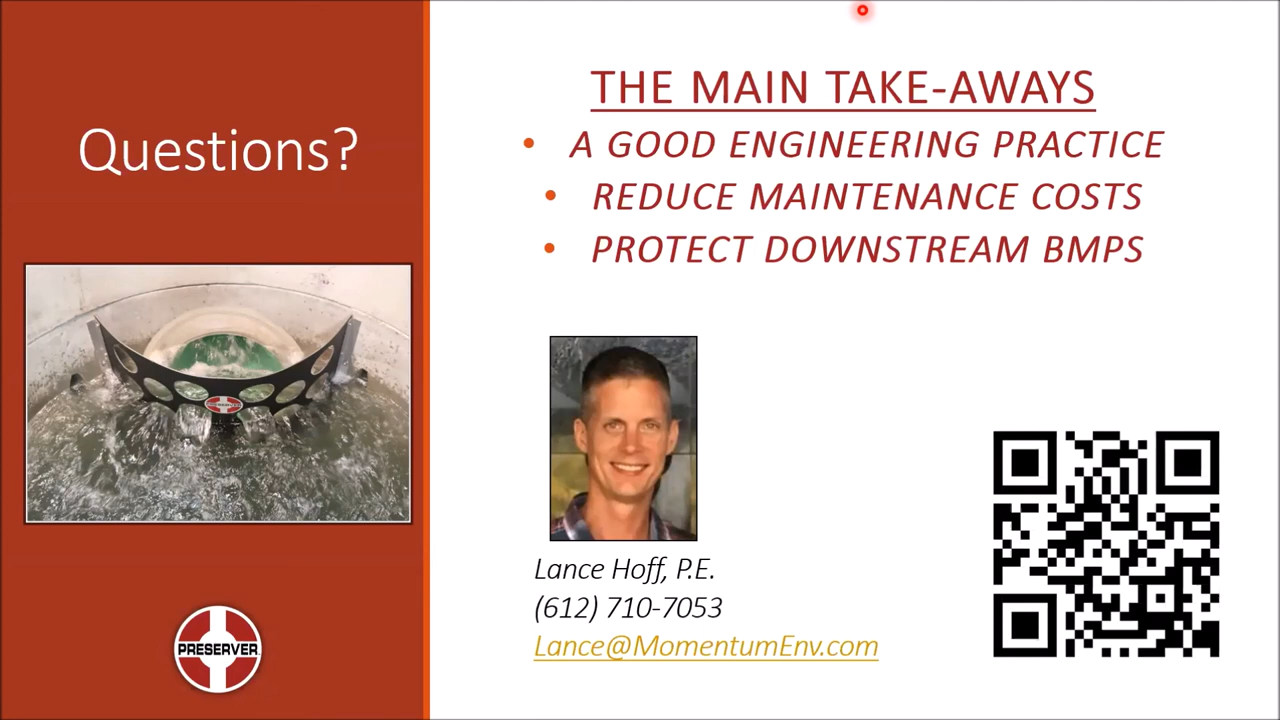 Questions?
PRESERVER
PRESERVER
THE MAIN TAKE-AWAYS
• A GOOD ENGINEERING PRACTICE
• REDUCE MAINTENANCE COSTS
• PROTECT DOWNSTREAM BMPS
Lance Hoff, P.E.
(612) 710-7053
Lance@MomentumEnv.com